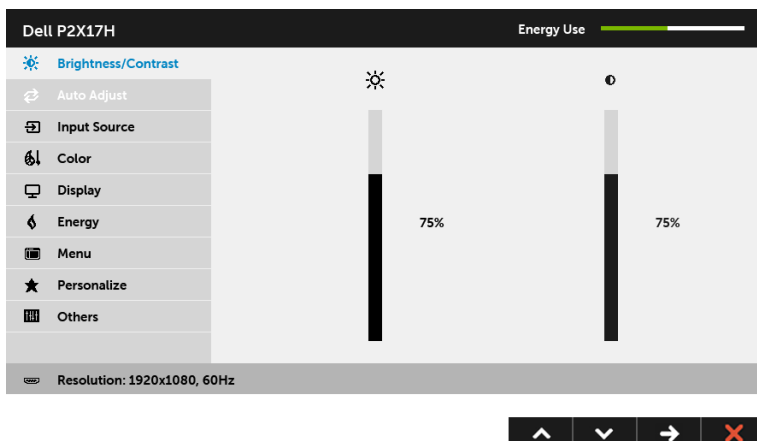 Dell P2X17H
Energy Use
Brightness/Contrast
Auto Adjust
Input Source
Color
Display
Energy
75%
75%
Menu
Personalize
Others
Resolution: 1920x1080, 60Hz